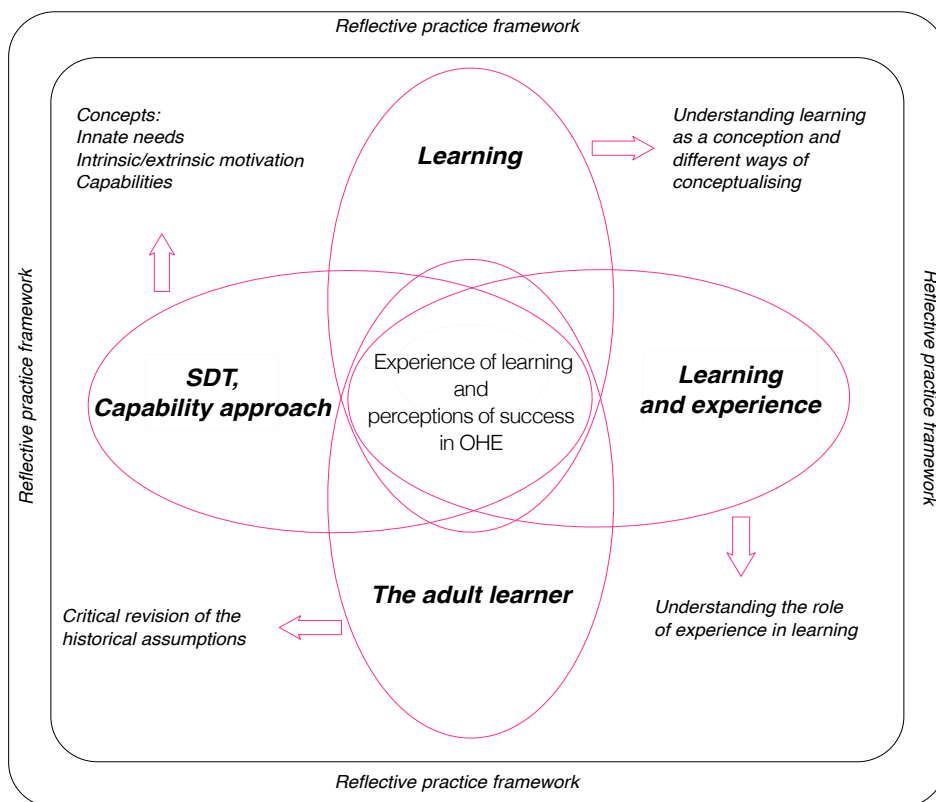 Reflective practice framework
Concepts:
Innate needs
Intrinsic/extrinsic motivation
Capabilities
Learning
Understanding learning
as a conception and
different ways of
conceptualising
Reflective practice framework
SDT,
Capability approach
Experience of learning
and
perceptions of success
in OHE
Learning
and experience
Reflective practice framework
The adult learner
Critical revision of the
historical assumptions
Understanding the role
of experience in learning
Reflective practice framework